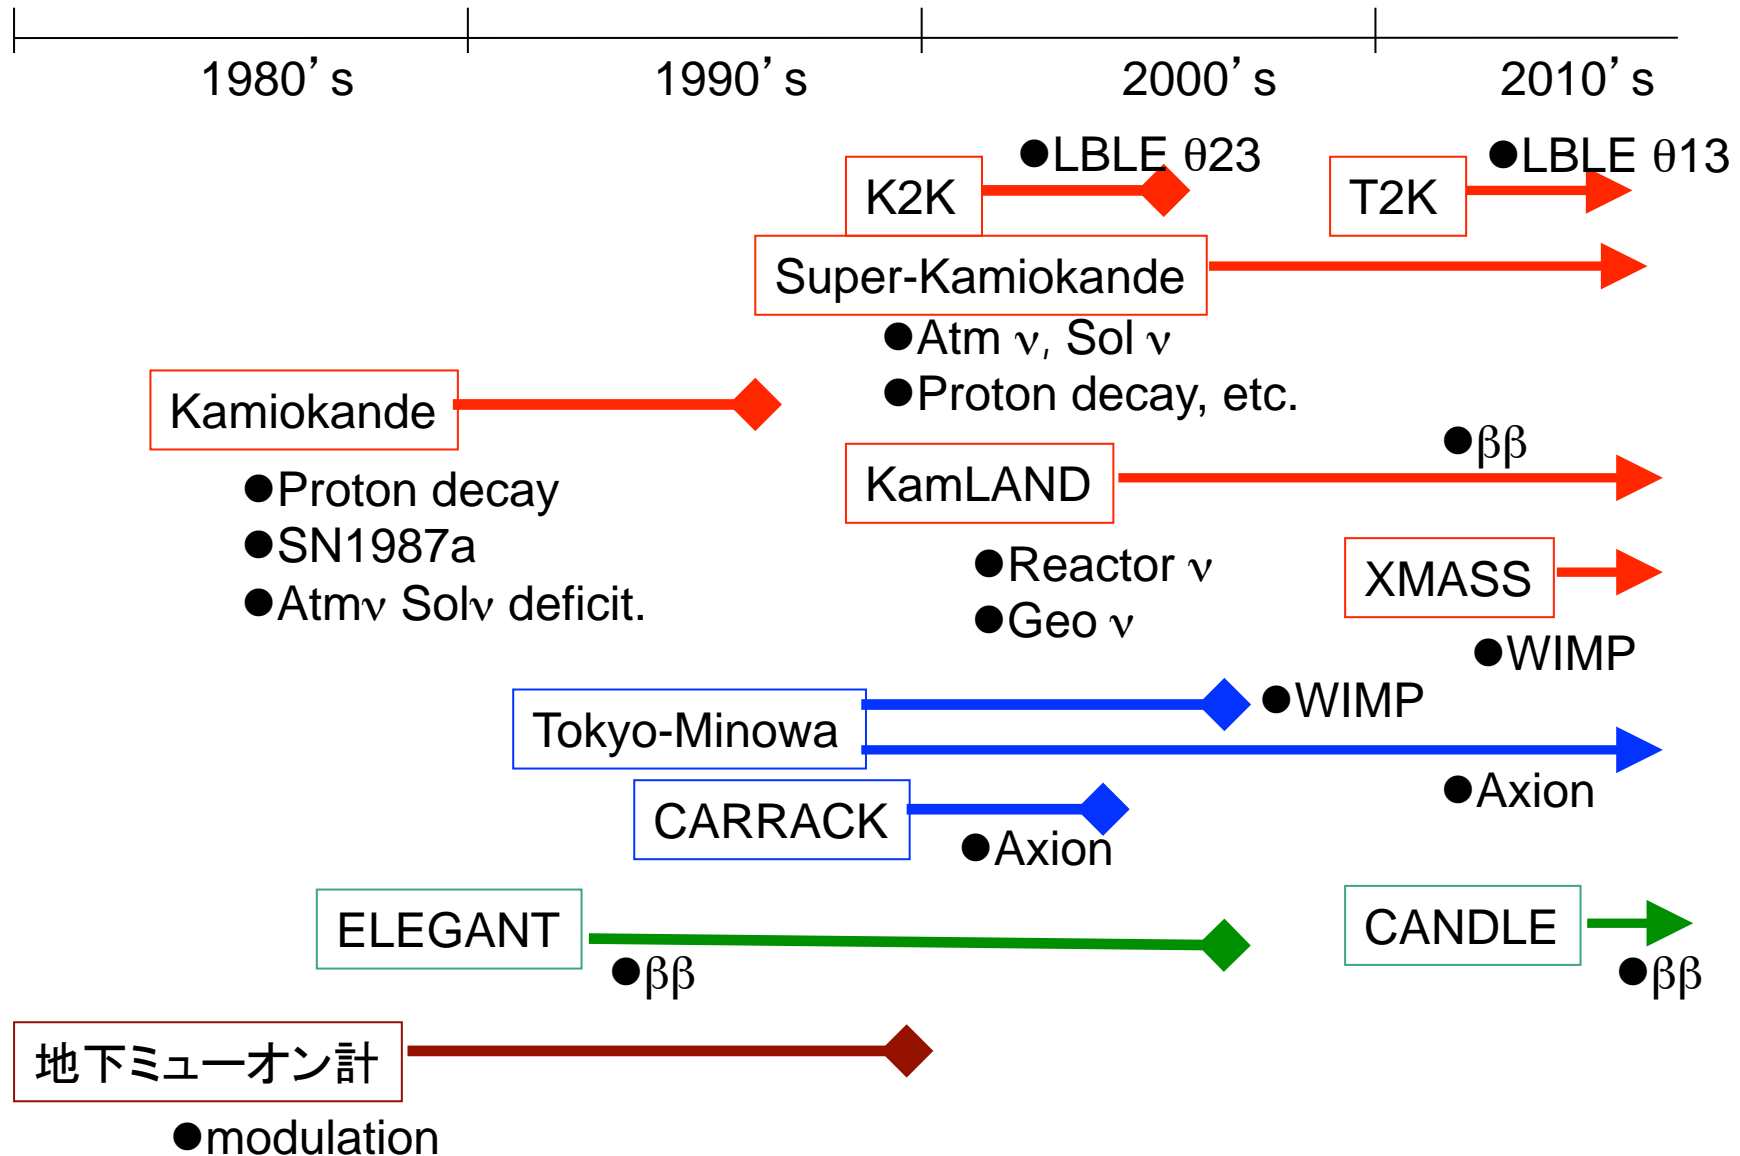 1980’s 1990’s 2000’s 2010’s
●LBLE θ23
●LBLE θ13
K2K
T2K
Super-Kamiokande
●Atm ν, Sol ν
●Proton decay, etc.
Kamiokande
●Proton decay
●SN1987a
●Atmν Solν deficit.
●ββ
KamLAND
●Reactor ν
●Geo ν
XMASS
●WIMP
Tokyo-Minowa
●WIMP
●Axion
CARRACK
●Axion
ELEGANT
●ββ
CANDLE
●ββ
地下ミューオン計
●modulation